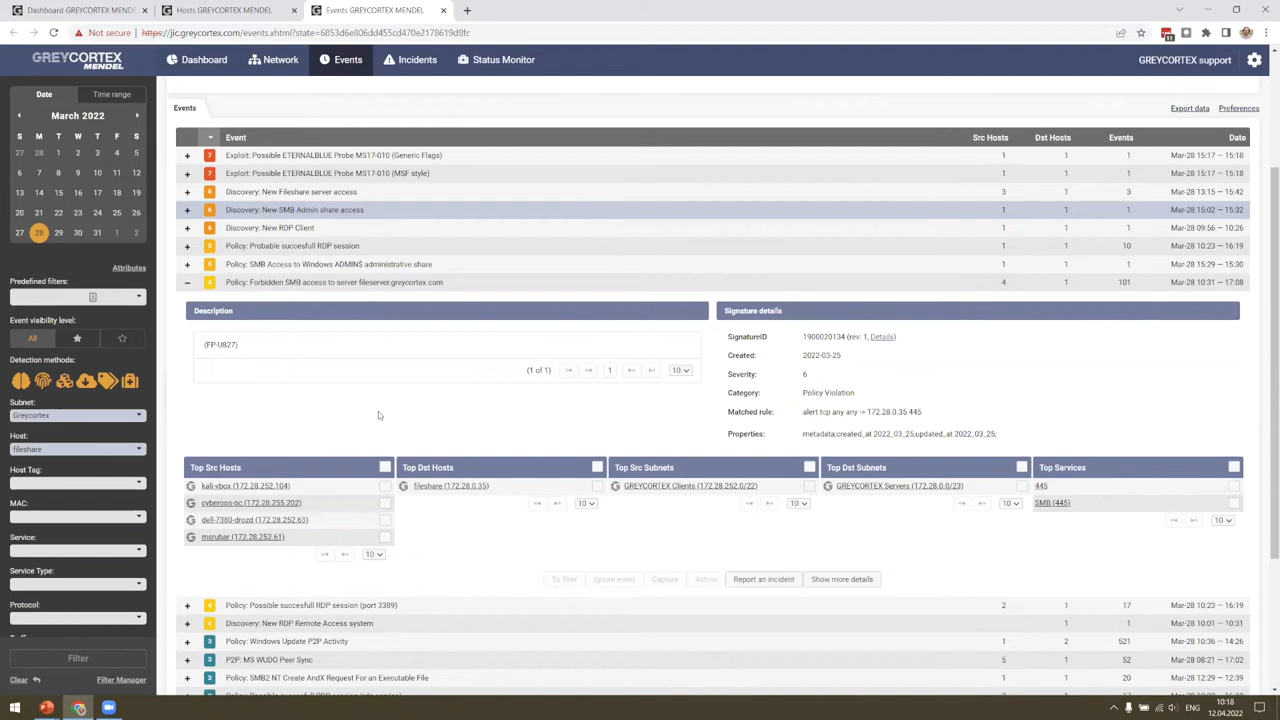 Dashboard GREYCORTEX MENDEL
Hosts GREYCORTEX MENDEL
Events GREYCORTEX MENDEL
Not secure
https://jic.greycortex.com/events.xhtml?state=6853d6e806dd455cd470e2178619d8fc
GREYCORTEX
MENDEL
Dashboard
Network
Events
Incidents
Status Monitor
GREYCORTEX support
Date
Time range
March 2022
S M T W T F S
27 28 1 2 3 4 5
6 7 8 9 10 11 12
13 14 15 16 17 18 19
20 21 22 23 24 25 26
27 28 29 30 31 1 2
Attributes
Predefined filters:
Event visibility level:
All
Detection methods:
Subnet:
Greycortex
Host:
fileshare
Host Tag:
MAC:
Service:
Service Type:
Protocol:
Filter
Clear
Filter Manager
Events
Export data
Preferences
Event Src Hosts Dst Hosts Events Date
7 Exploit: Possible ETERNALBLUE Probe MS17-010 (Generic Flags) 1 1 1 Mar-28 15:17 — 15:18
7 Exploit: Possible ETERNALBLUE Probe MS17-010 (MSF style) 1 1 1 Mar-28 15:17 — 15:18
6 Discovery: New Fileshare server access 3 1 3 Mar-28 13:15 — 15:42
6 Discovery: New SMB Admin share access 1 1 1 Mar-28 15:02 — 15:32
6 Discovery: New RDP Client 1 1 1 Mar-28 09:56 — 10:26
5 Policy: Probable succesfull RDP session 1 1 10 Mar-28 10:23 — 16:19
5 Policy: SMB Access to Windows ADMIN$ administrative share 1 1 1 Mar-28 15:29 — 15:30
4 Policy: Forbidden SMB access to server fileserver.greycortex.com 4 1 101 Mar-28 10:31 — 17:08
Description
(FP-U827)
(1 of 1) 1 10
Signature details
SignatureID 1900020134 (rev: 1, Details)
Created: 2022-03-25
Severity: 6
Category: Policy Violation
Matched rule: alert tcp any any -> 172.28.0.35 445
Properties: metadata:created_at 2022_03_25,updated_at 2022_03_25;
Top Src Hosts
kali-vbox (172.28.252.104)
cyberops-pc (172.28.255.202)
dell-7380-drozd (172.28.252.63)
msrubar (172.28.252.61)
10
Top Dst Hosts
fileshare (172.28.0.35)
10
Top Src Subnets
GREYCORTEX Clients (172.28.252.0/22)
10
Top Dst Subnets
GREYCORTEX Servers (172.28.0.0/23)
10
Top Services
445
SMB (445)
10
To filter
Ignore event
Capture
Action
Report an incident
Show more details
4 Policy: Possible succesfull RDP session (port 3389) 2 1 17 Mar-28 10:23 — 16:19
4 Discovery: New RDP Remote Access system 1 1 Mar-28 10:01 — 10:31
3 Policy: Windows Update P2P Activity 1 2 521 Mar-28 10:36 — 14:26
3 P2P: MS WUDO Peer Sync 5 1 52 Mar-28 08:21 — 17:02
3 Policy: SMB2 NT Create AndX Request For an Executable File 1 1 20 Mar-28 12:29 — 12:39
ENG
10:18
12.04.2022